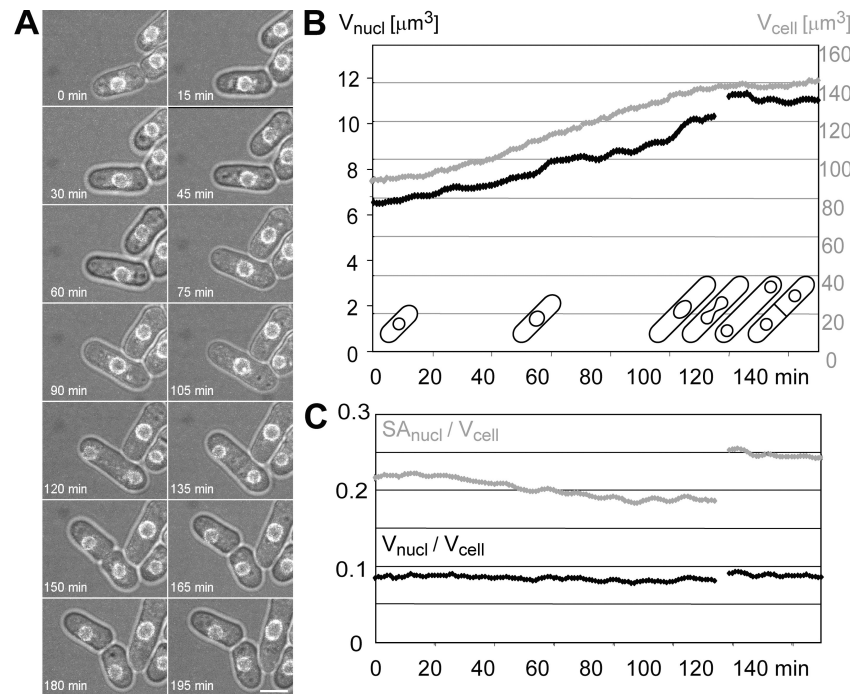 A
0 min
15 min
30 min
45 min
60 min
75 min
90 min
105 min
120 min
135 min
150 min
165 min
180 min
195 min
B
V_nucl [µm³]
V_cell [µm³]
12
10
8
6
4
2
0
160
140
120
100
80
60
40
20
0
0 20 40 60 80 100 120 140 min
C
0.3
0.2
0.1
0
SA_nucl / V_cell
V_nucl / V_cell
0 20 40 60 80 100 120 140 min